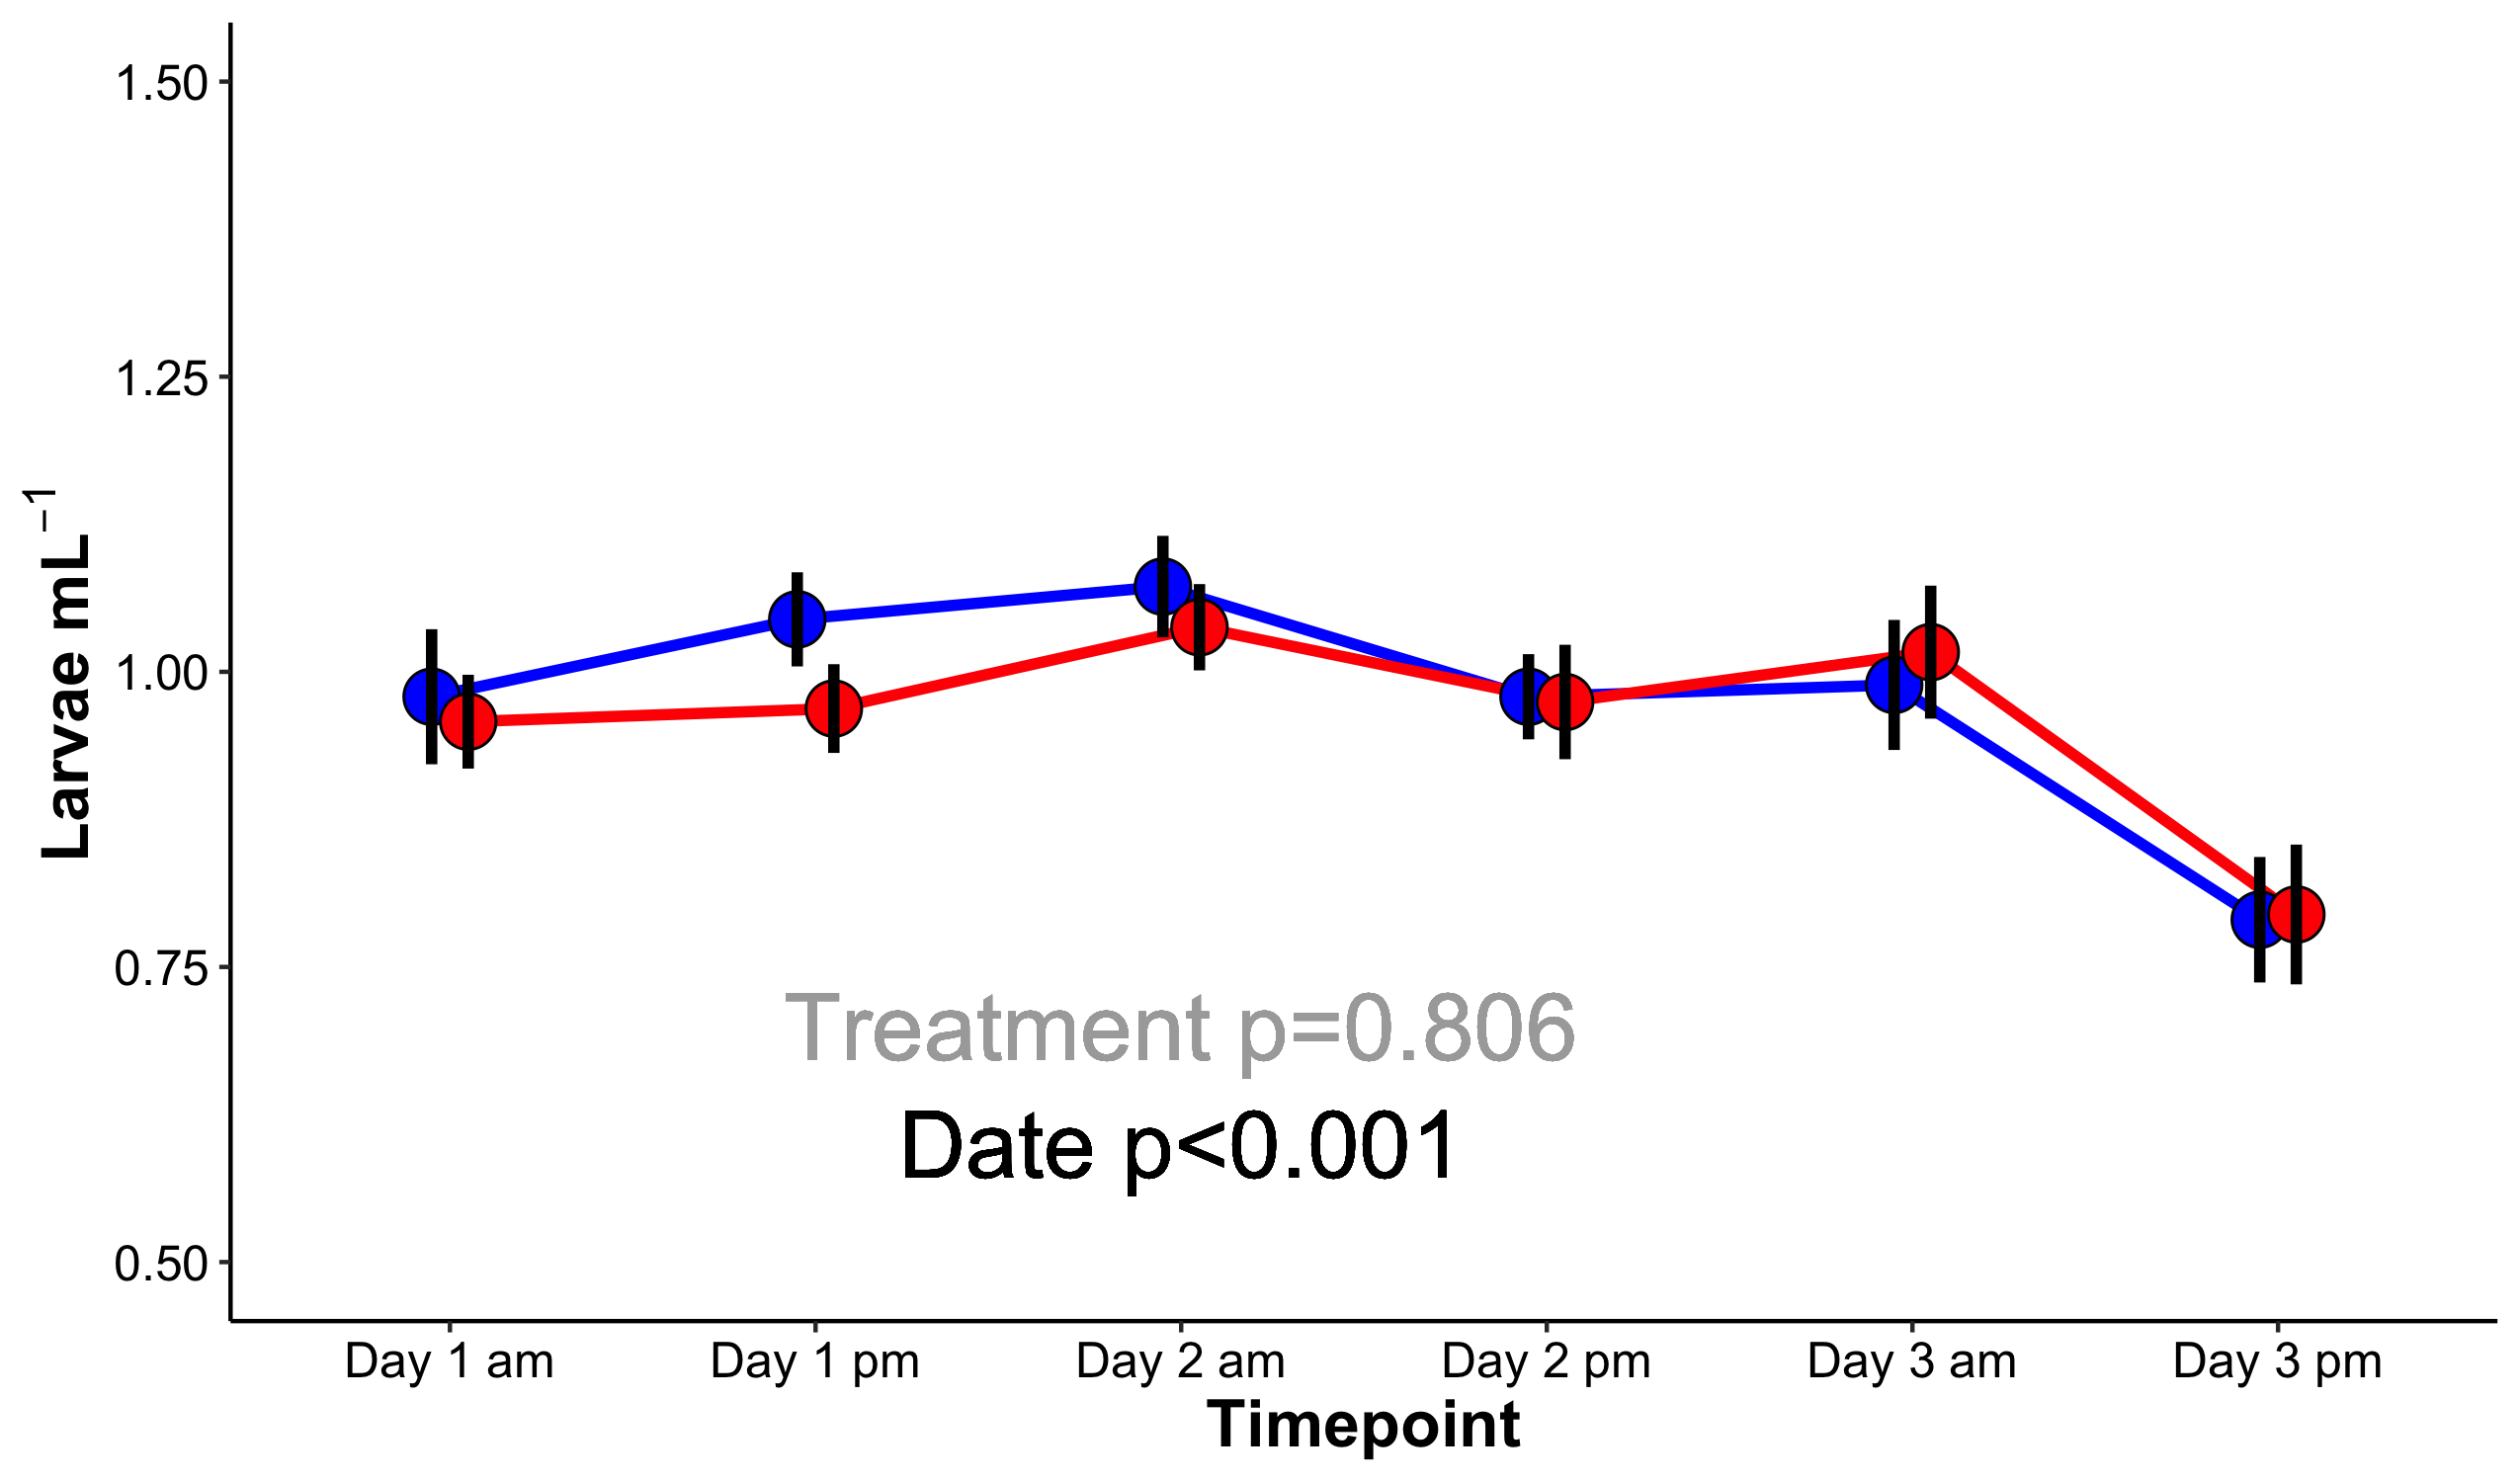 1.50
1.25
1.00
0.75
0.50
Larvae mL⁻¹
Treatment p=0.806
Date p<0.001
Day 1 am
Day 1 pm
Day 2 am
Day 2 pm
Day 3 am
Day 3 pm
Timepoint